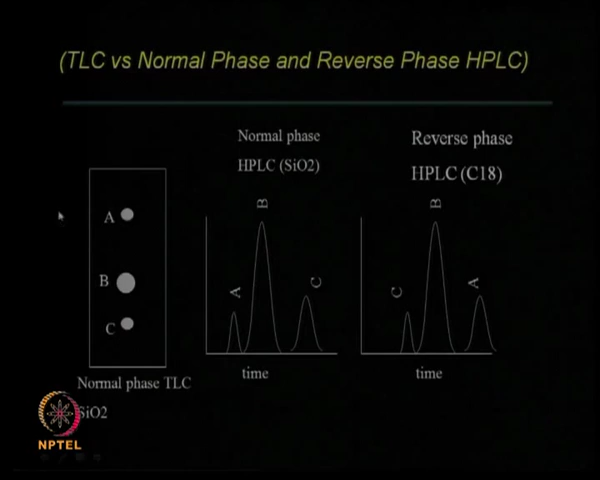 (TLC vs Normal Phase and Reverse Phase HPLC)
Normal phase
HPLC (SiO2)
Reverse phase
HPLC (C18)
A
B
C
A
B
C
C
B
A
time
time
Normal phase TLC
SiO2
NPTEL